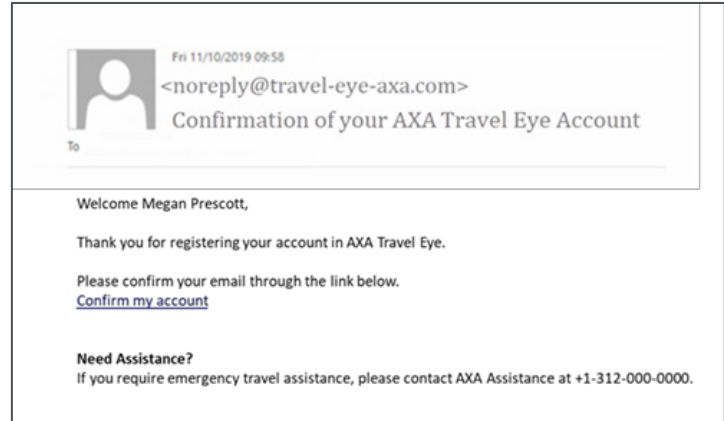 Fri 11/10/2019 09:58
<noreply@travel-eye-axa.com>
Confirmation of your AXA Travel Eye Account
To
Welcome Megan Prescott,
Thank you for registering your account in AXA Travel Eye.
Please confirm your email through the link below.
Confirm my account
Need Assistance?
If you require emergency travel assistance, please contact AXA Assistance at +1-312-000-0000.